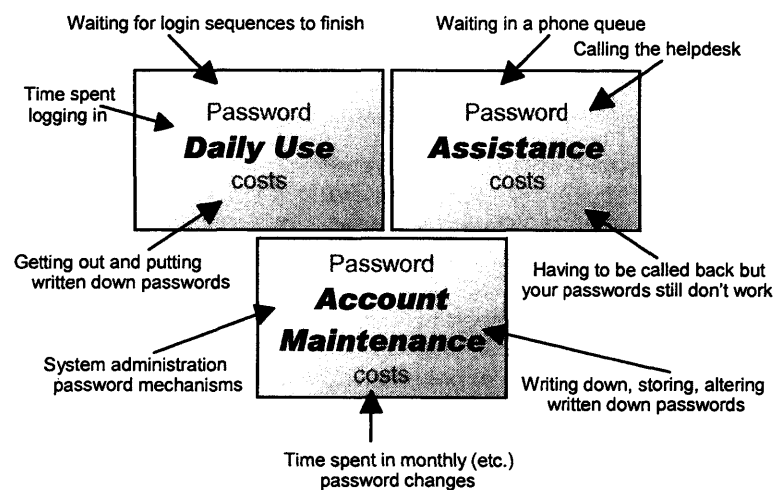 Waiting for login sequences to finish
Waiting in a phone queue
Calling the helpdesk
Time spent
logging in
Password
Daily Use
costs
Password
Assistance
costs
Getting out and putting
written down passwords
Having to be called back but
your passwords still don't work
Password
Account
Maintenance
costs
System administration
password mechanisms
Writing down, storing, altering
written down passwords
Time spent in monthly (etc.)
password changes